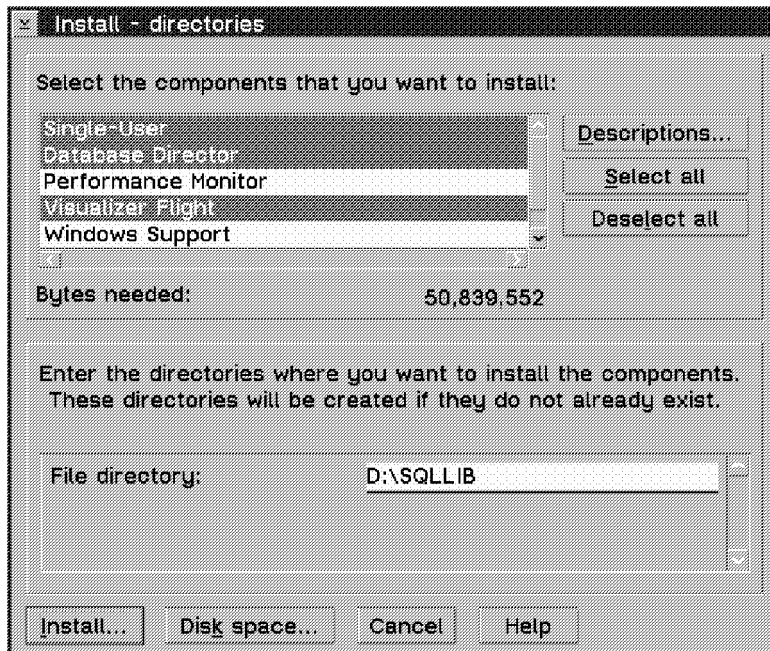 Install - directories
Select the components that you want to install:
Single-User
Database Director
Performance Monitor
Visualizer Flight
Windows Support
Descriptions...
Select all
Deselect all
Bytes needed: 50,839,552
Enter the directories where you want to install the components.
These directories will be created if they do not already exist.
File directory: D:\SQLLIB
Install... Disk space... Cancel Help